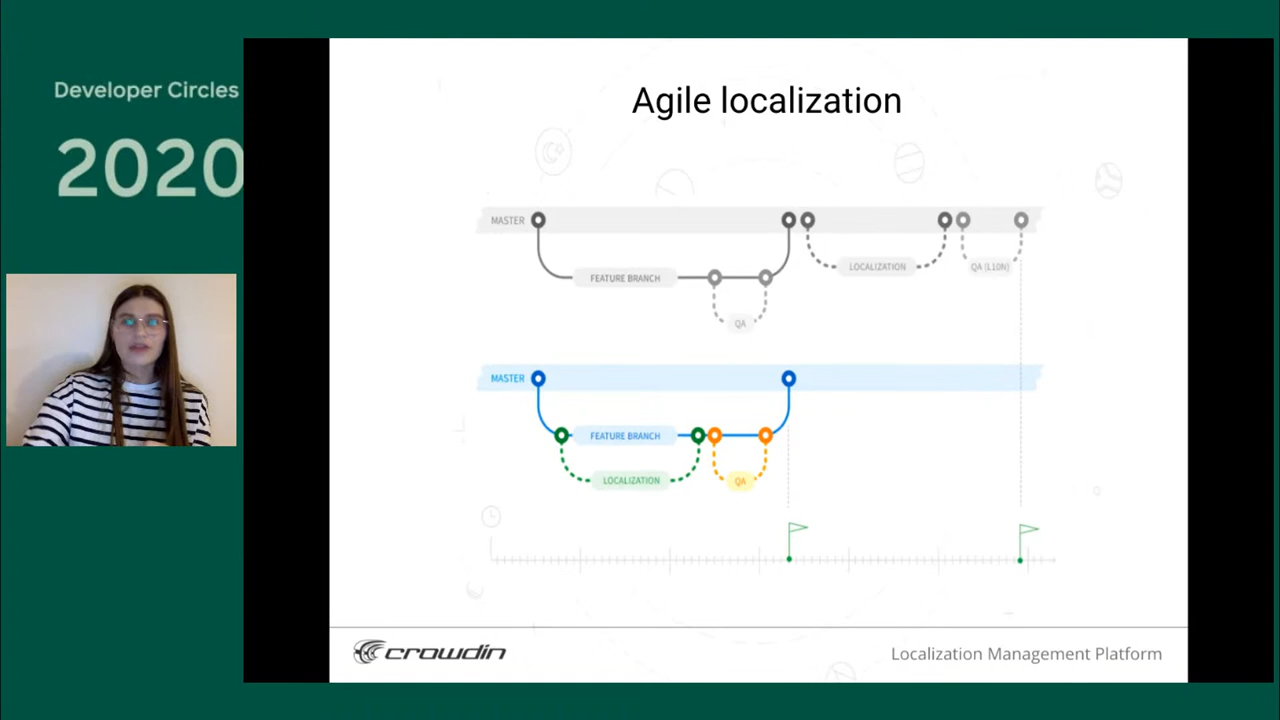 Developer Circles
2020
Agile localization
MASTER
FEATURE BRANCH
LOCALIZATION
QA (L10N)
QA
MASTER
FEATURE BRANCH
LOCALIZATION
QA
crowdin
Localization Management Platform